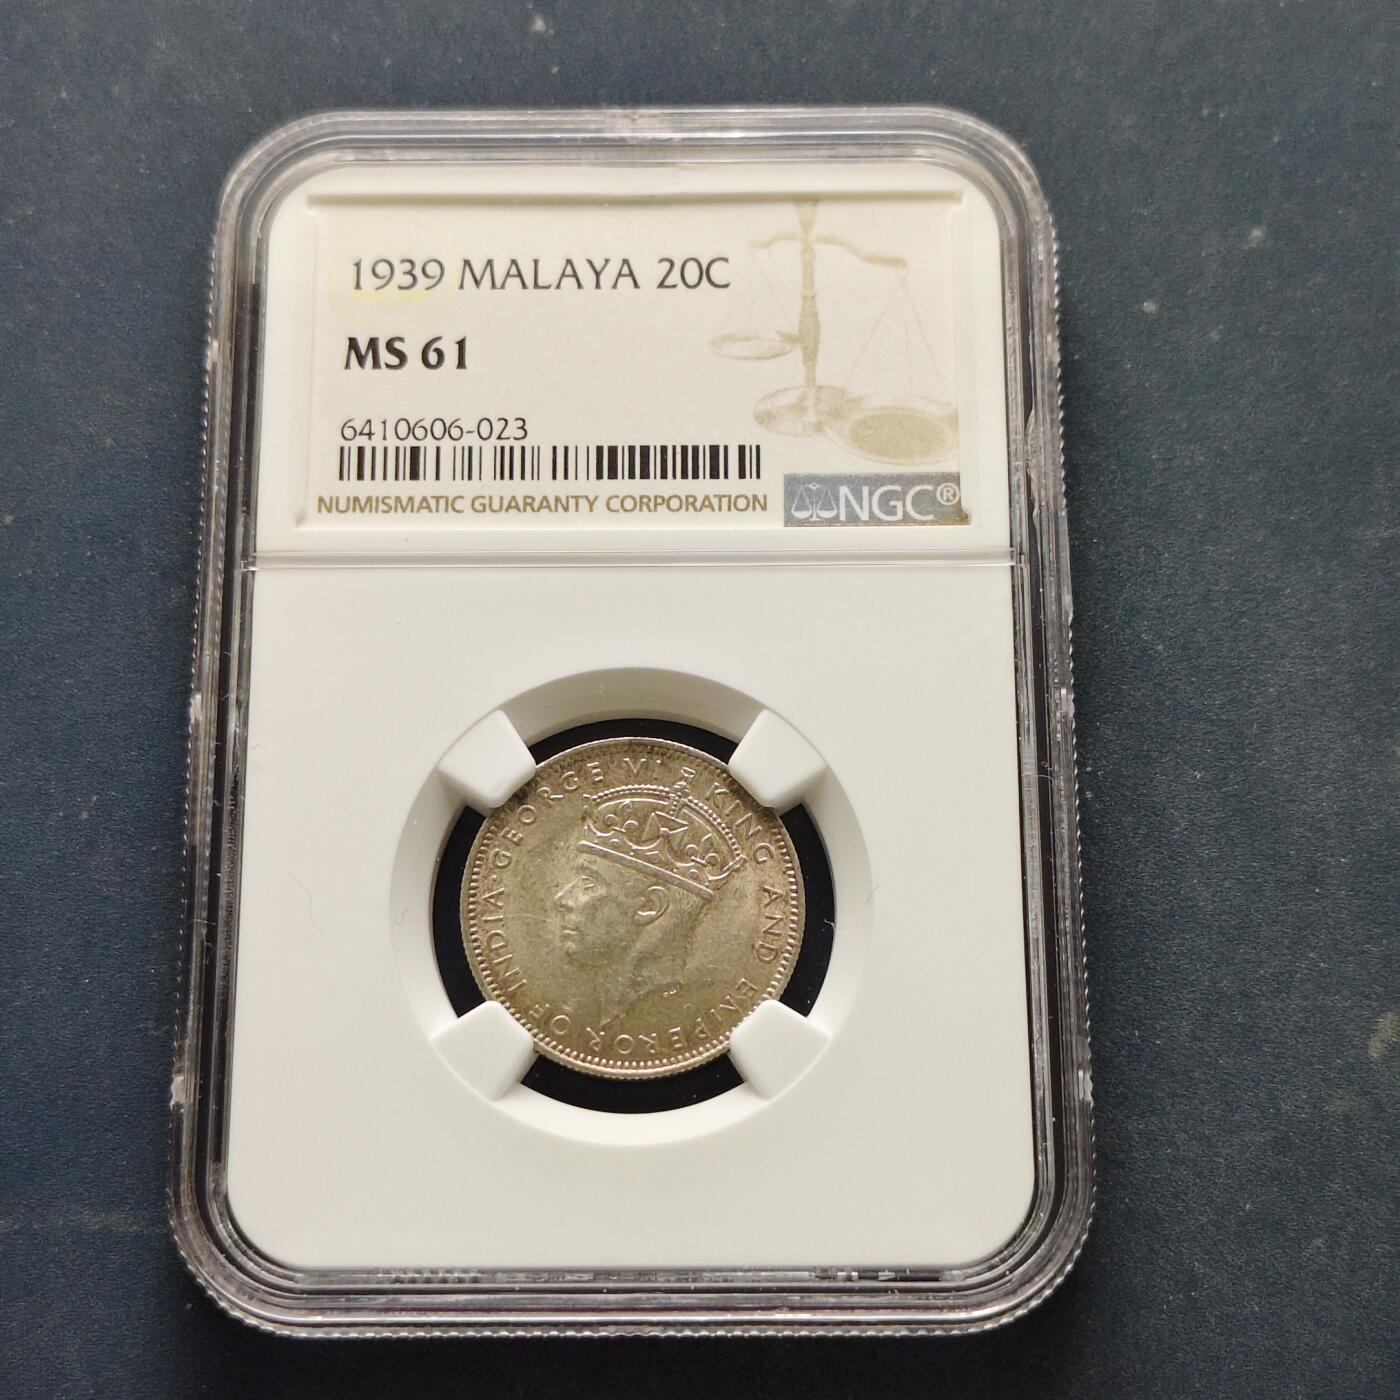 1939 MALAYA 20C
MS 61
6410606-023
NUMISMATIC GUARANTY CORPORATION
NGC®
GEORGE VI KING AND EMPEROR OF INDIA